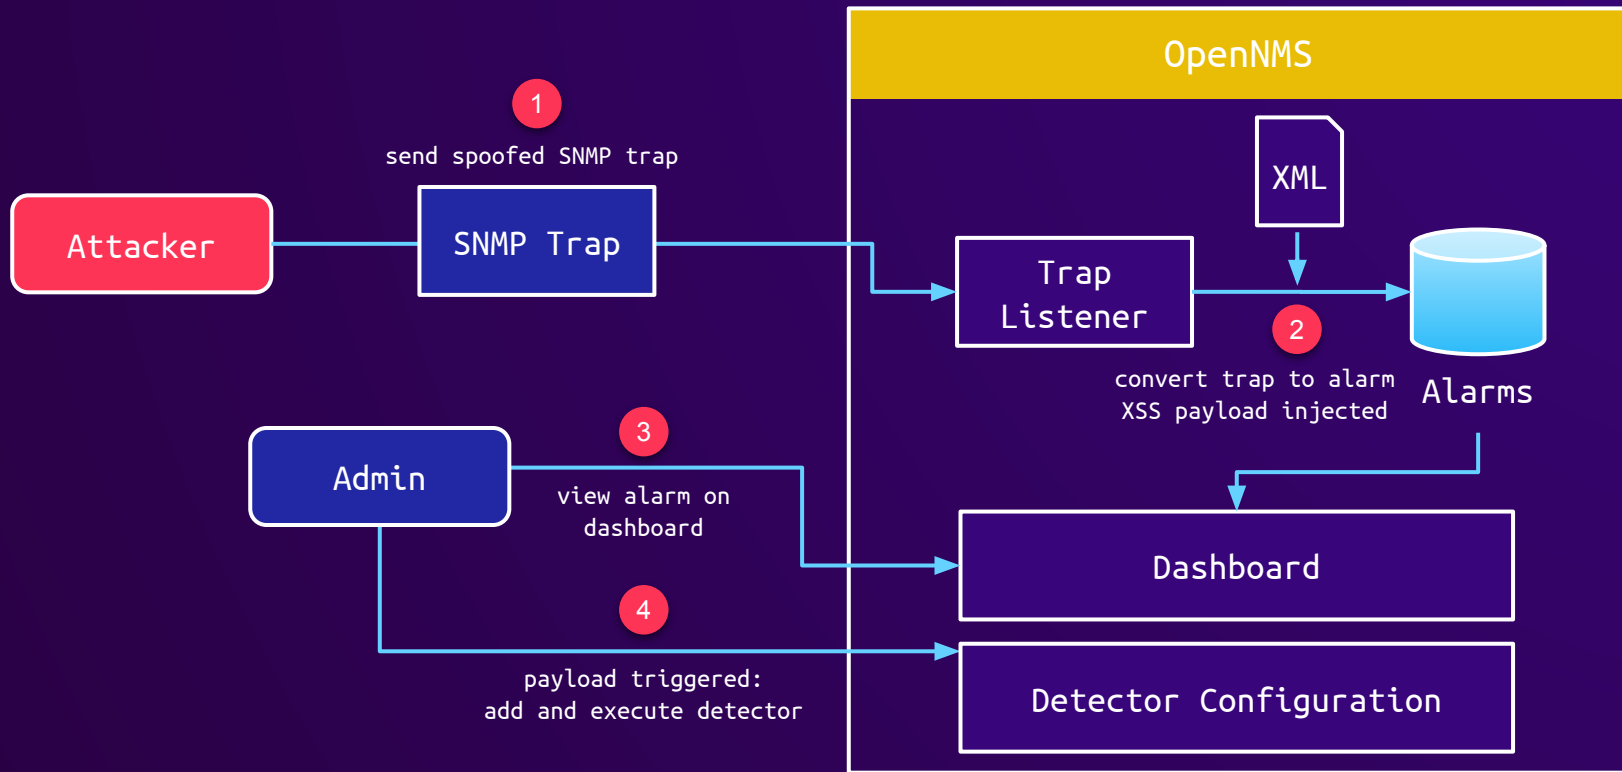 OpenNMS
1
send spoofed SNMP trap
Attacker
SNMP Trap
XML
Trap
Listener
2
convert trap to alarm
XSS payload injected
Alarms
3
Admin
view alarm on
dashboard
Dashboard
4
payload triggered:
add and execute detector
Detector Configuration